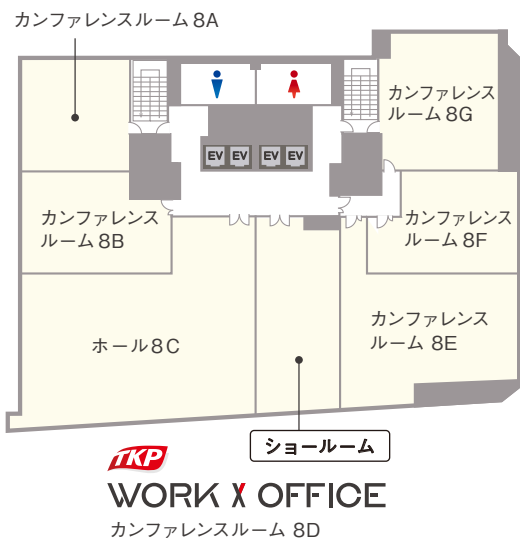 カンファレンスルーム 8A
カンファレンス
ルーム 8G
EV EV EV EV
カンファレンス
ルーム 8B
カンファレンス
ルーム 8F
ホール8C
カンファレンス
ルーム 8E
ショールーム
TKP
WORK X OFFICE
カンファレンスルーム 8D